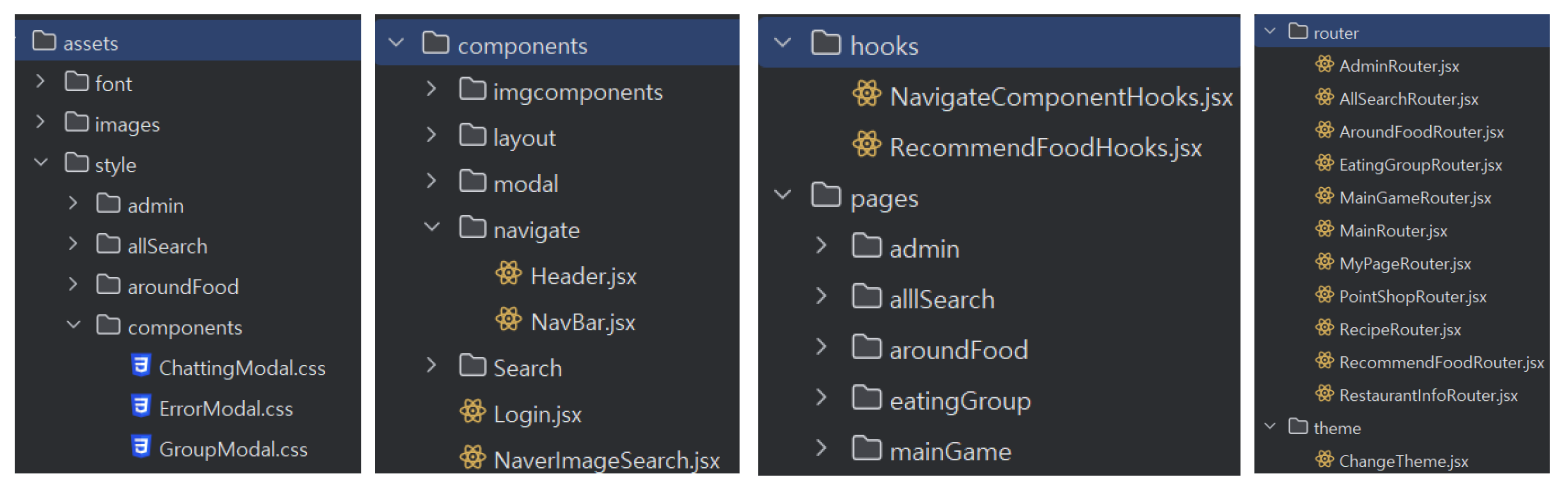 assets
font
images
style
admin
allSearch
aroundFood
components
ChattingModal.css
ErrorModal.css
GroupModal.css
components
imgcomponents
layout
modal
navigate
Header.jsx
NavBar.jsx
Search
Login.jsx
NaverImageSearch.jsx
hooks
NavigateComponentHooks.jsx
RecommendFoodHooks.jsx
pages
admin
alllSearch
aroundFood
eatingGroup
mainGame
router
AdminRouter.jsx
AllSearchRouter.jsx
AroundFoodRouter.jsx
EatingGroupRouter.jsx
MainGameRouter.jsx
MainRouter.jsx
MyPageRouter.jsx
PointShopRouter.jsx
RecipeRouter.jsx
RecommendFoodRouter.jsx
RestaurantInfoRouter.jsx
theme
ChangeTheme.jsx